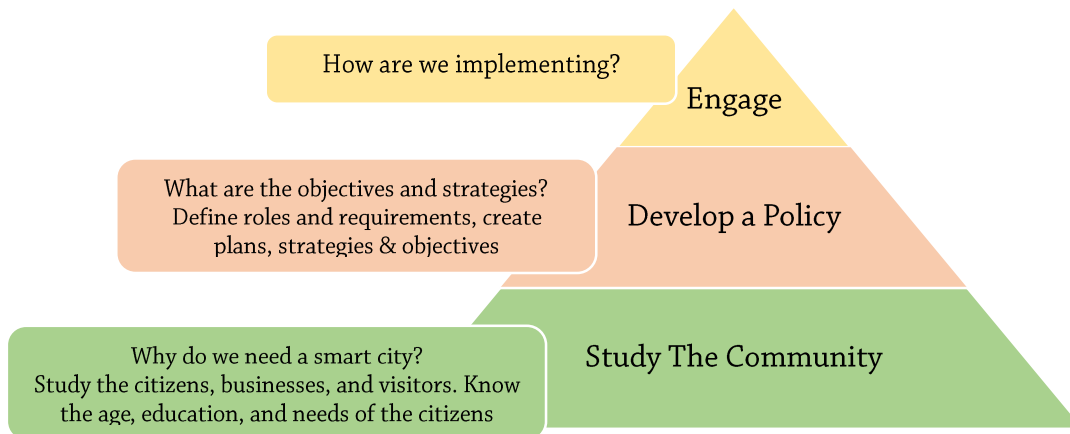 How are we implementing?
Engage
What are the objectives and strategies?
Define roles and requirements, create
plans, strategies & objectives
Develop a Policy
Why do we need a smart city?
Study the citizens, businesses, and visitors. Know
the age, education, and needs of the citizens
Study The Community